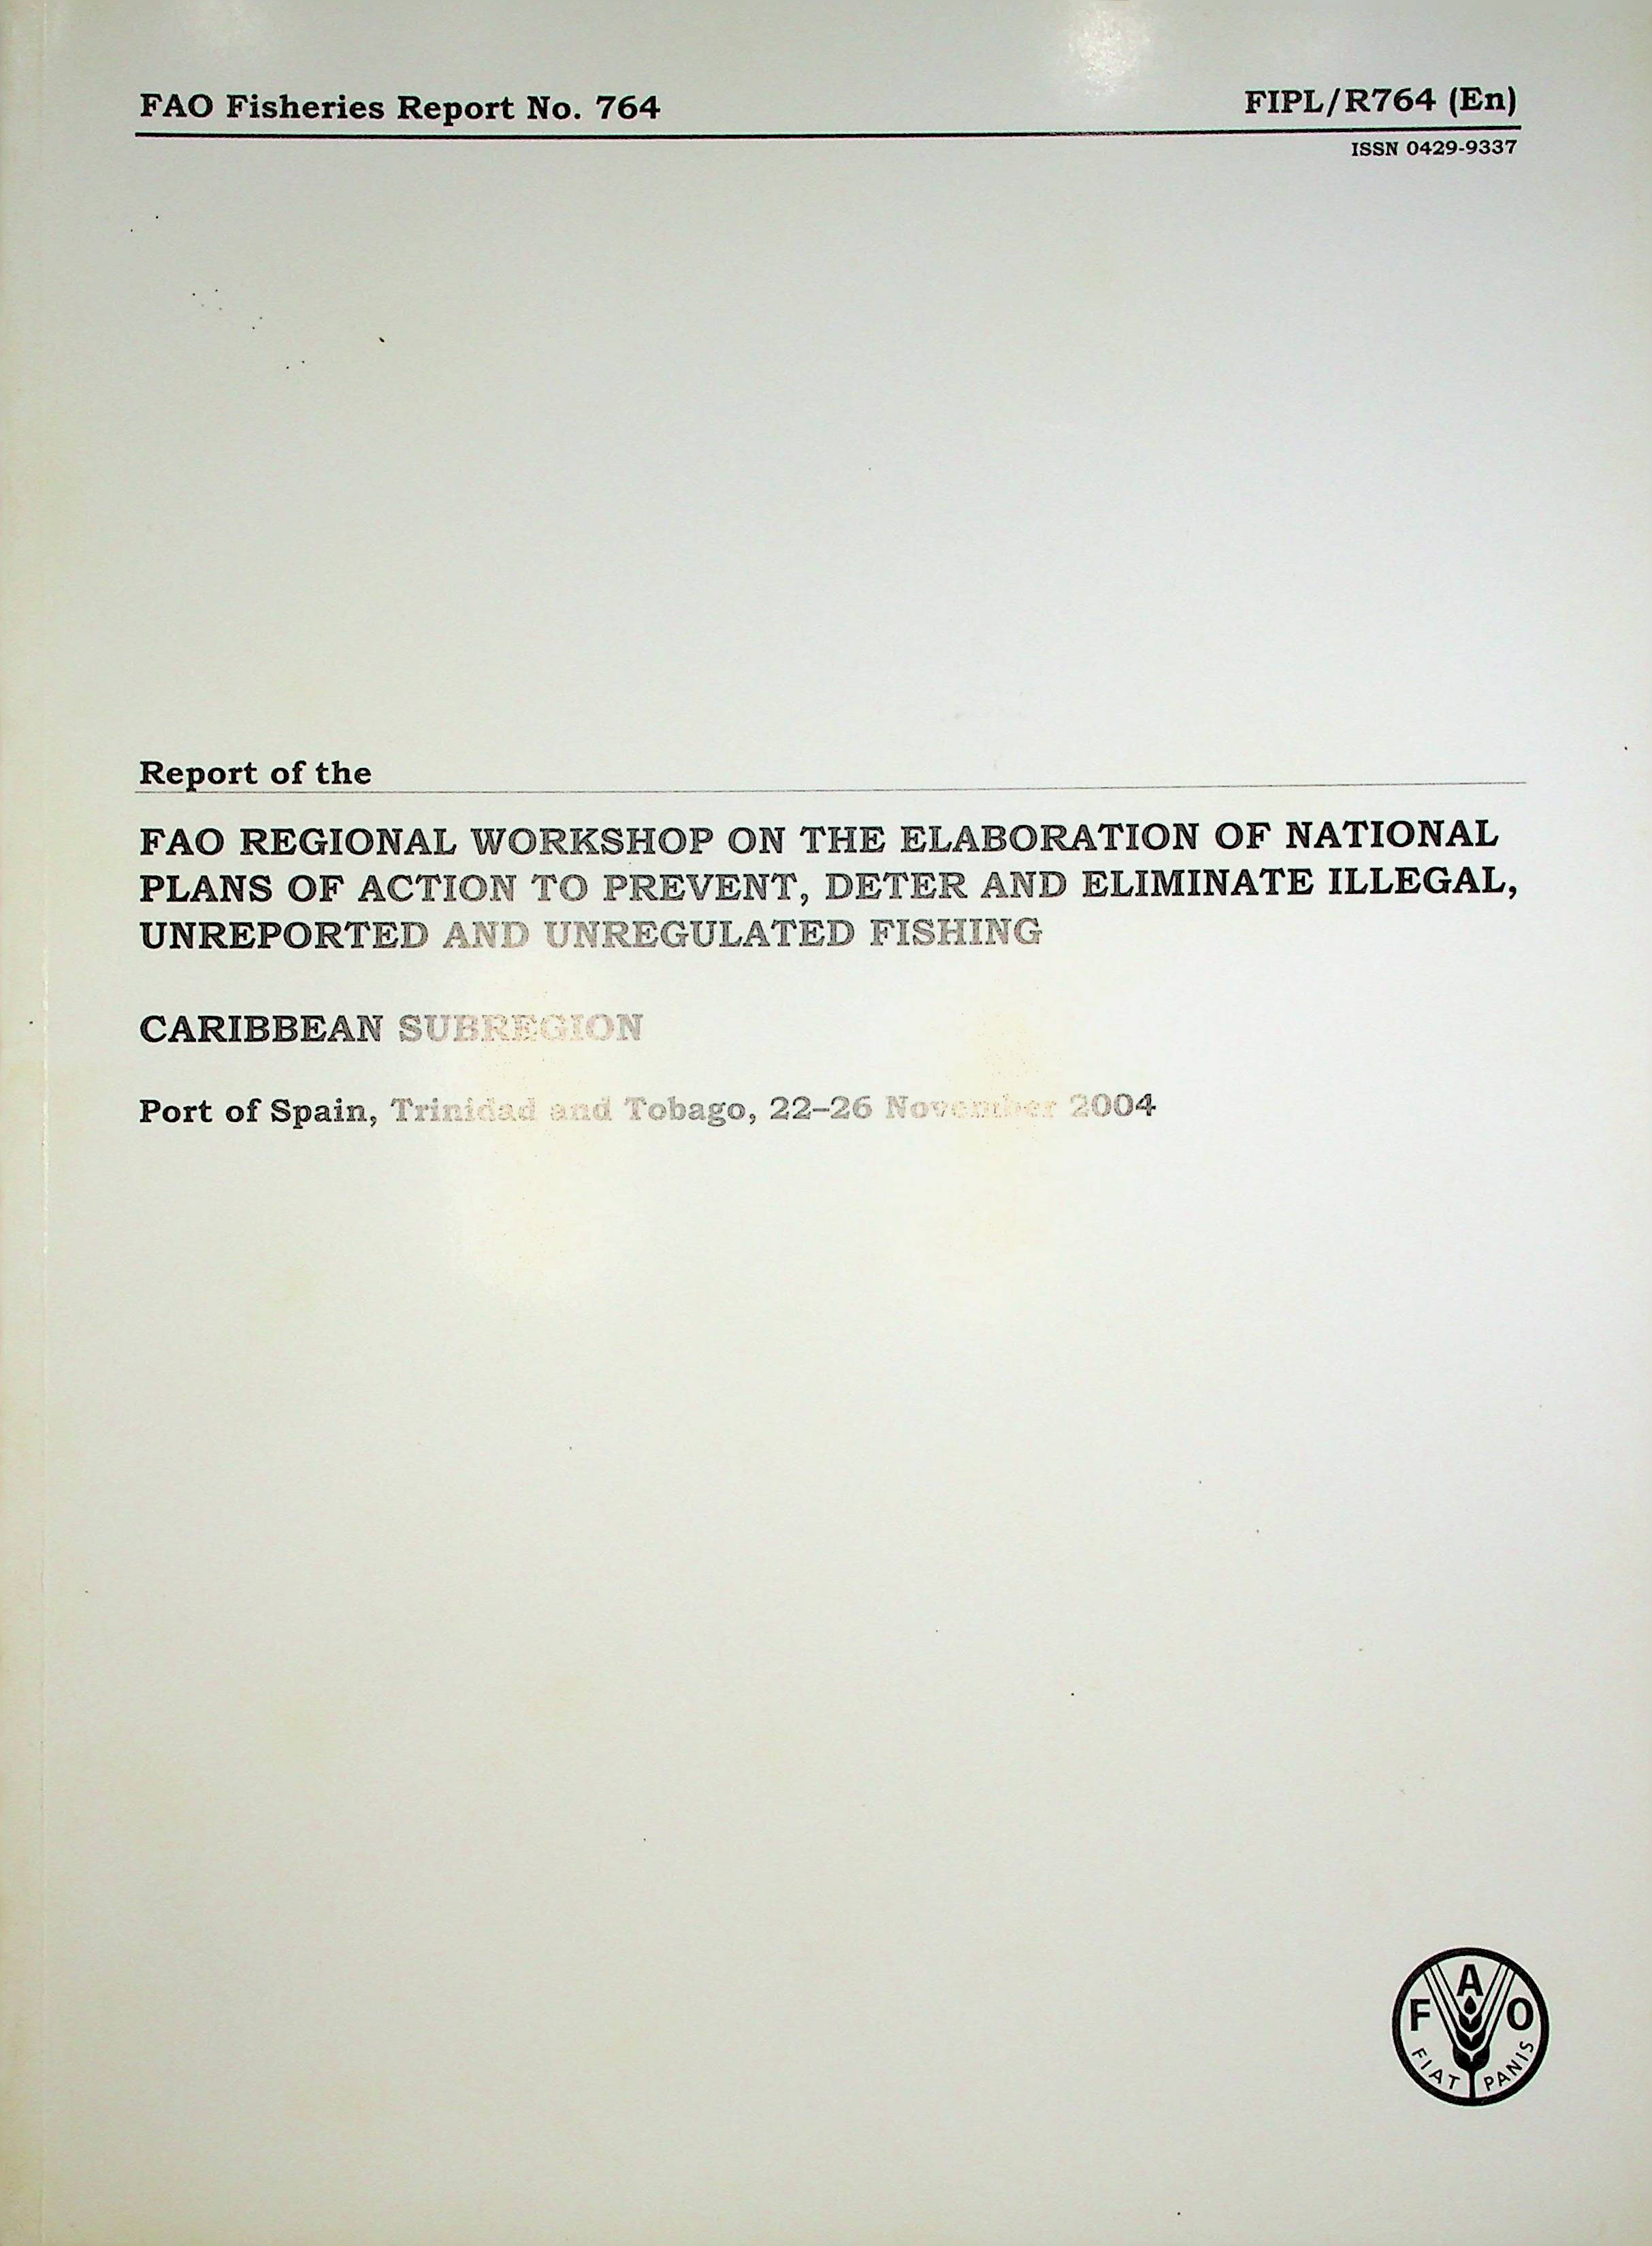 FAO Fisheries Report No. 764
FIPL/R764 (En)
ISSN 0429-9337
Report of the
FAO REGIONAL WORKSHOP ON THE ELABORATION OF NATIONAL
PLANS OF ACTION TO PREVENT, DETER AND ELIMINATE ILLEGAL,
UNREPORTED AND UNREGULATED FISHING
CARIBBEAN SUBREGION
Port of Spain, Trinidad and Tobago, 22–26 November 2004
F A O
FIAT PANIS